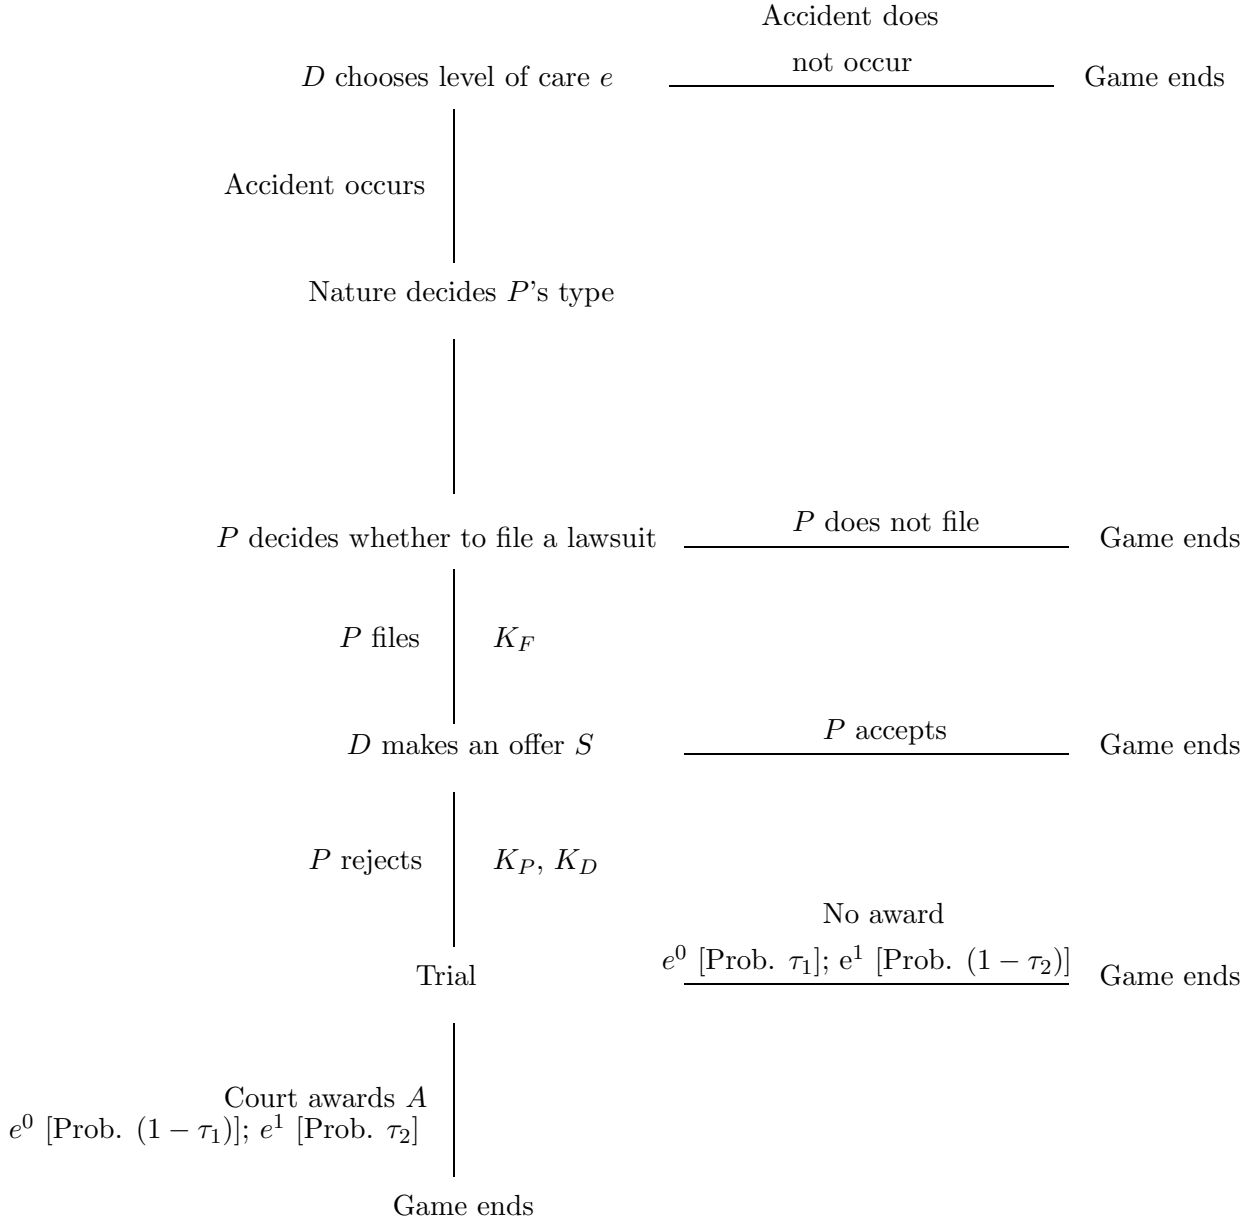 Accident does
not occur
D chooses level of care e
Game ends
Accident occurs
Nature decides P's type
P does not file
P decides whether to file a lawsuit
Game ends
P files
K_F
P accepts
D makes an offer S
Game ends
P rejects
K_P, K_D
No award
e^0 [Prob. τ_1]; e^1 [Prob. (1 − τ_2)]
Trial
Game ends
Court awards A
e^0 [Prob. (1 − τ_1)]; e^1 [Prob. τ_2]
Game ends